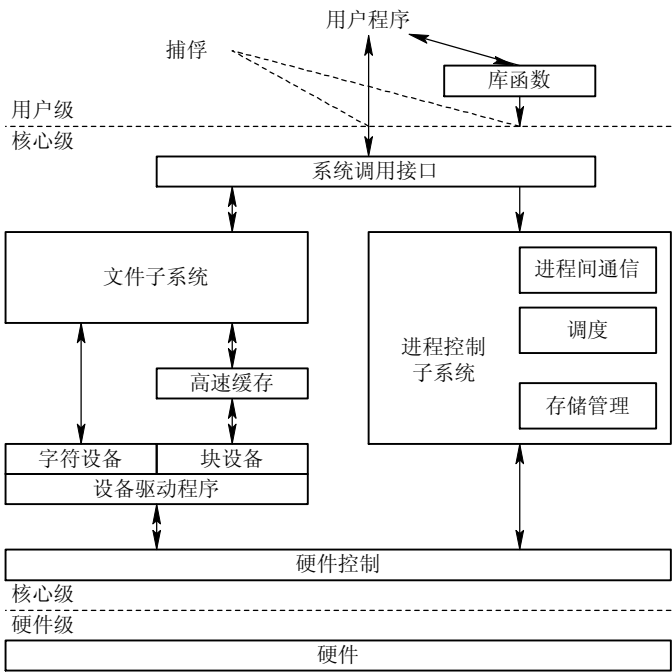 用户程序
捕俘
库函数
用户级
核心级
系统调用接口
文件子系统
进程间通信
调度
进程控制
子系统
高速缓存
存储管理
字符设备
块设备
设备驱动程序
硬件控制
核心级
硬件级
硬件